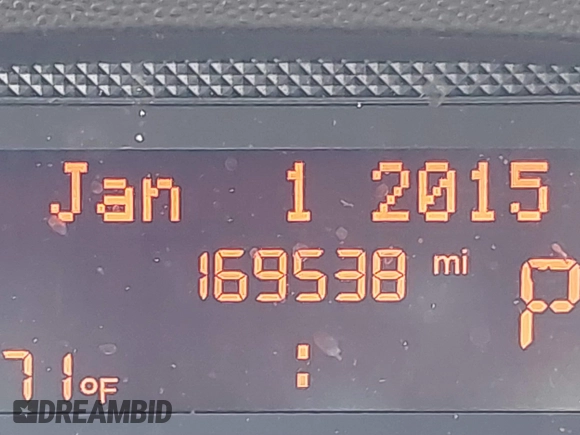 Jan 1 2015
169538 mi
P
71°F :
DREAMBID